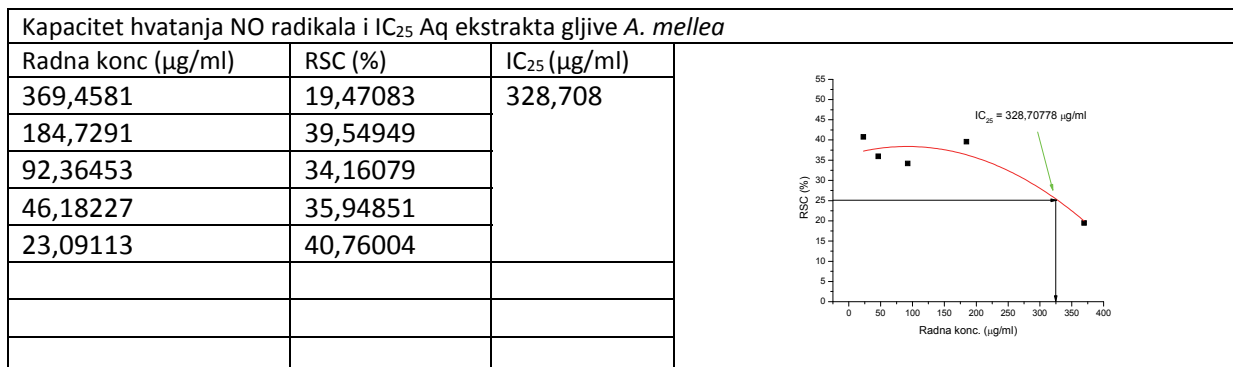 Kapacitet hvatanja NO radikala i IC₂₅ Aq ekstrakta gljive A. mellea
Radna konc (µg/ml) RSC (%) IC₂₅ (µg/ml)
369,4581 19,47083 328,708
184,7291 39,54949
92,36453 34,16079
46,18227 35,94851
23,09113 40,76004
55
50
45
40
35
30
25
20
15
10
5
0
RSC (%)
IC₂₅ = 328,70778 µg/ml
0 50 100 150 200 250 300 350 400
Radna konc. (µg/ml)